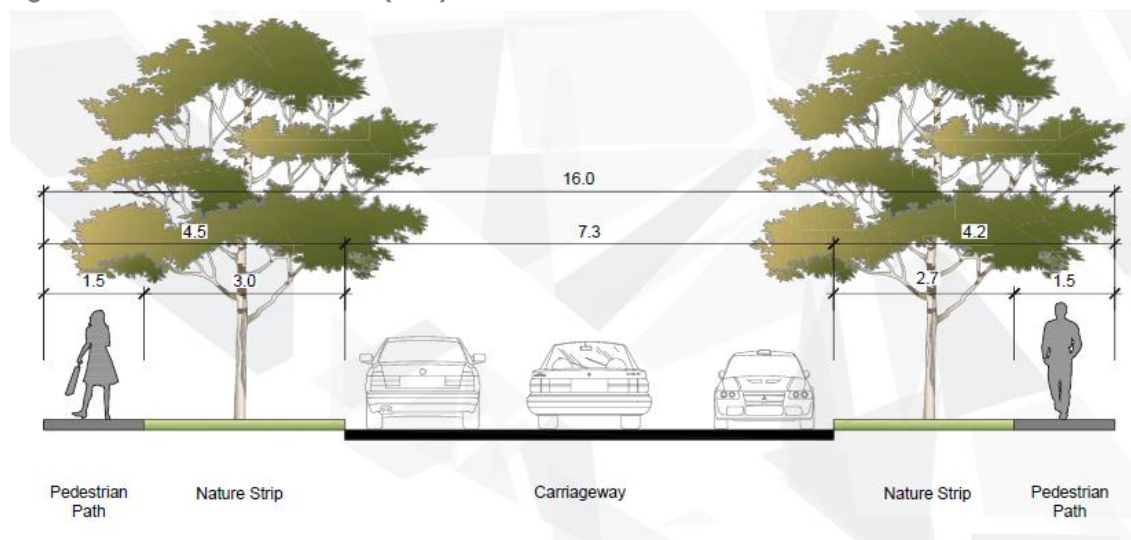 16.0
4.5
7.3
4.2
1.5
3.0
2.7
1.5
Pedestrian
Path
Nature Strip
Carriageway
Nature Strip
Pedestrian
Path